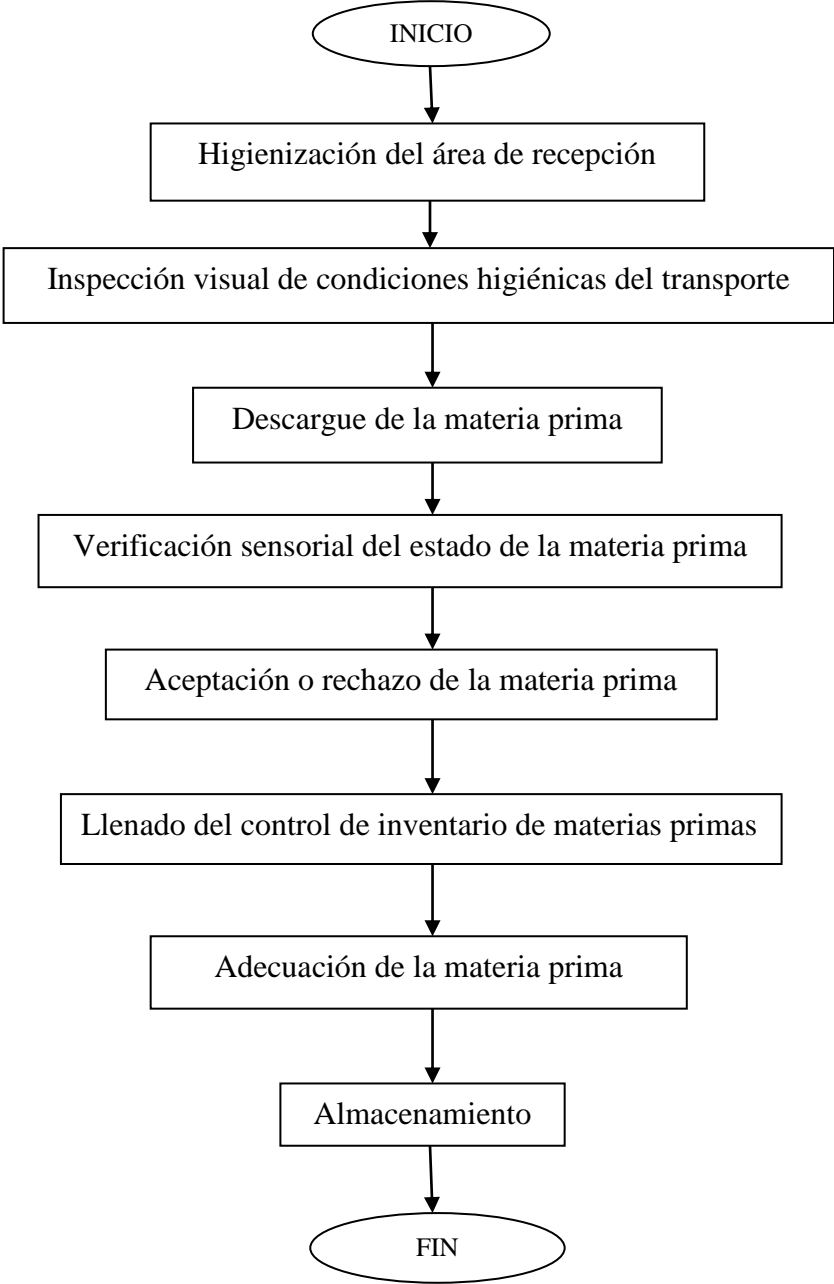 INICIO
Higienización del área de recepción
Inspección visual de condiciones higiénicas del transporte
Descargue de la materia prima
Verificación sensorial del estado de la materia prima
Aceptación o rechazo de la materia prima
Llenado del control de inventario de materias primas
Adecuación de la materia prima
Almacenamiento
FIN